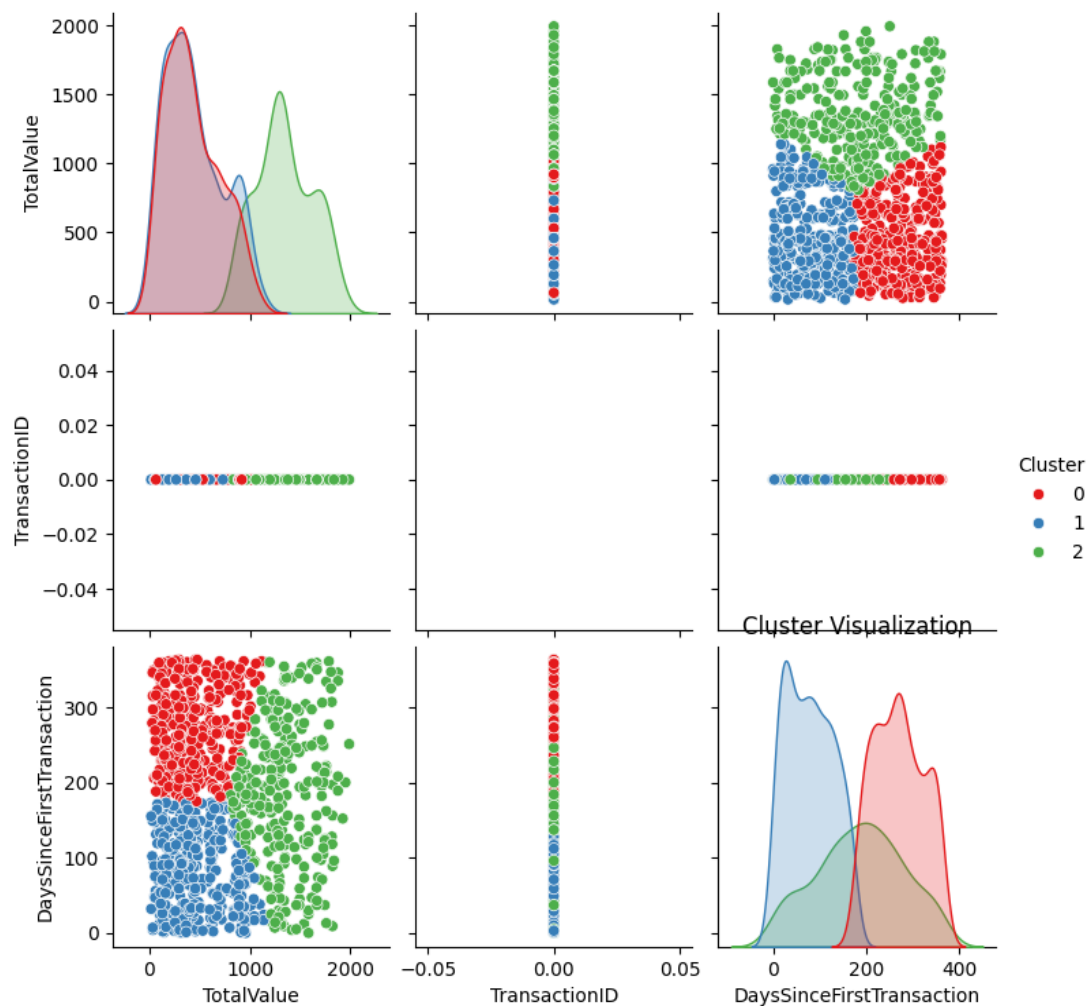 2000
1500
1000
500
0
TotalValue
0.04
0.02
0.00
−0.02
−0.04
TransactionID
Cluster
0
1
2
Cluster Visualization
300
200
100
0
DaysSinceFirstTransaction
0 1000 2000
−0.05 0.00 0.05
0 200 400
TotalValue
TransactionID
DaysSinceFirstTransaction